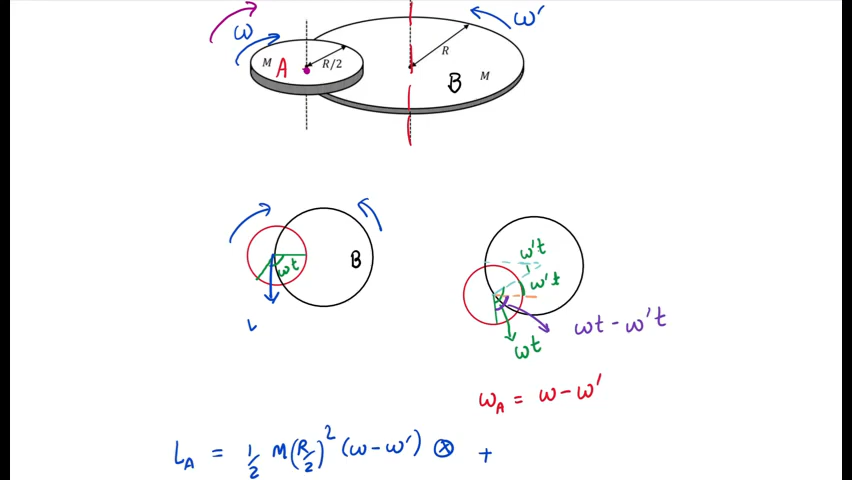 ω
ω'
M
A
R/2
R
B
M
ωt
B
ω't
ω't
ωt - ω't
ωt
ω_A = ω - ω'
L_A = 1/2 M(R/2)^2 (ω - ω') ⊗ +